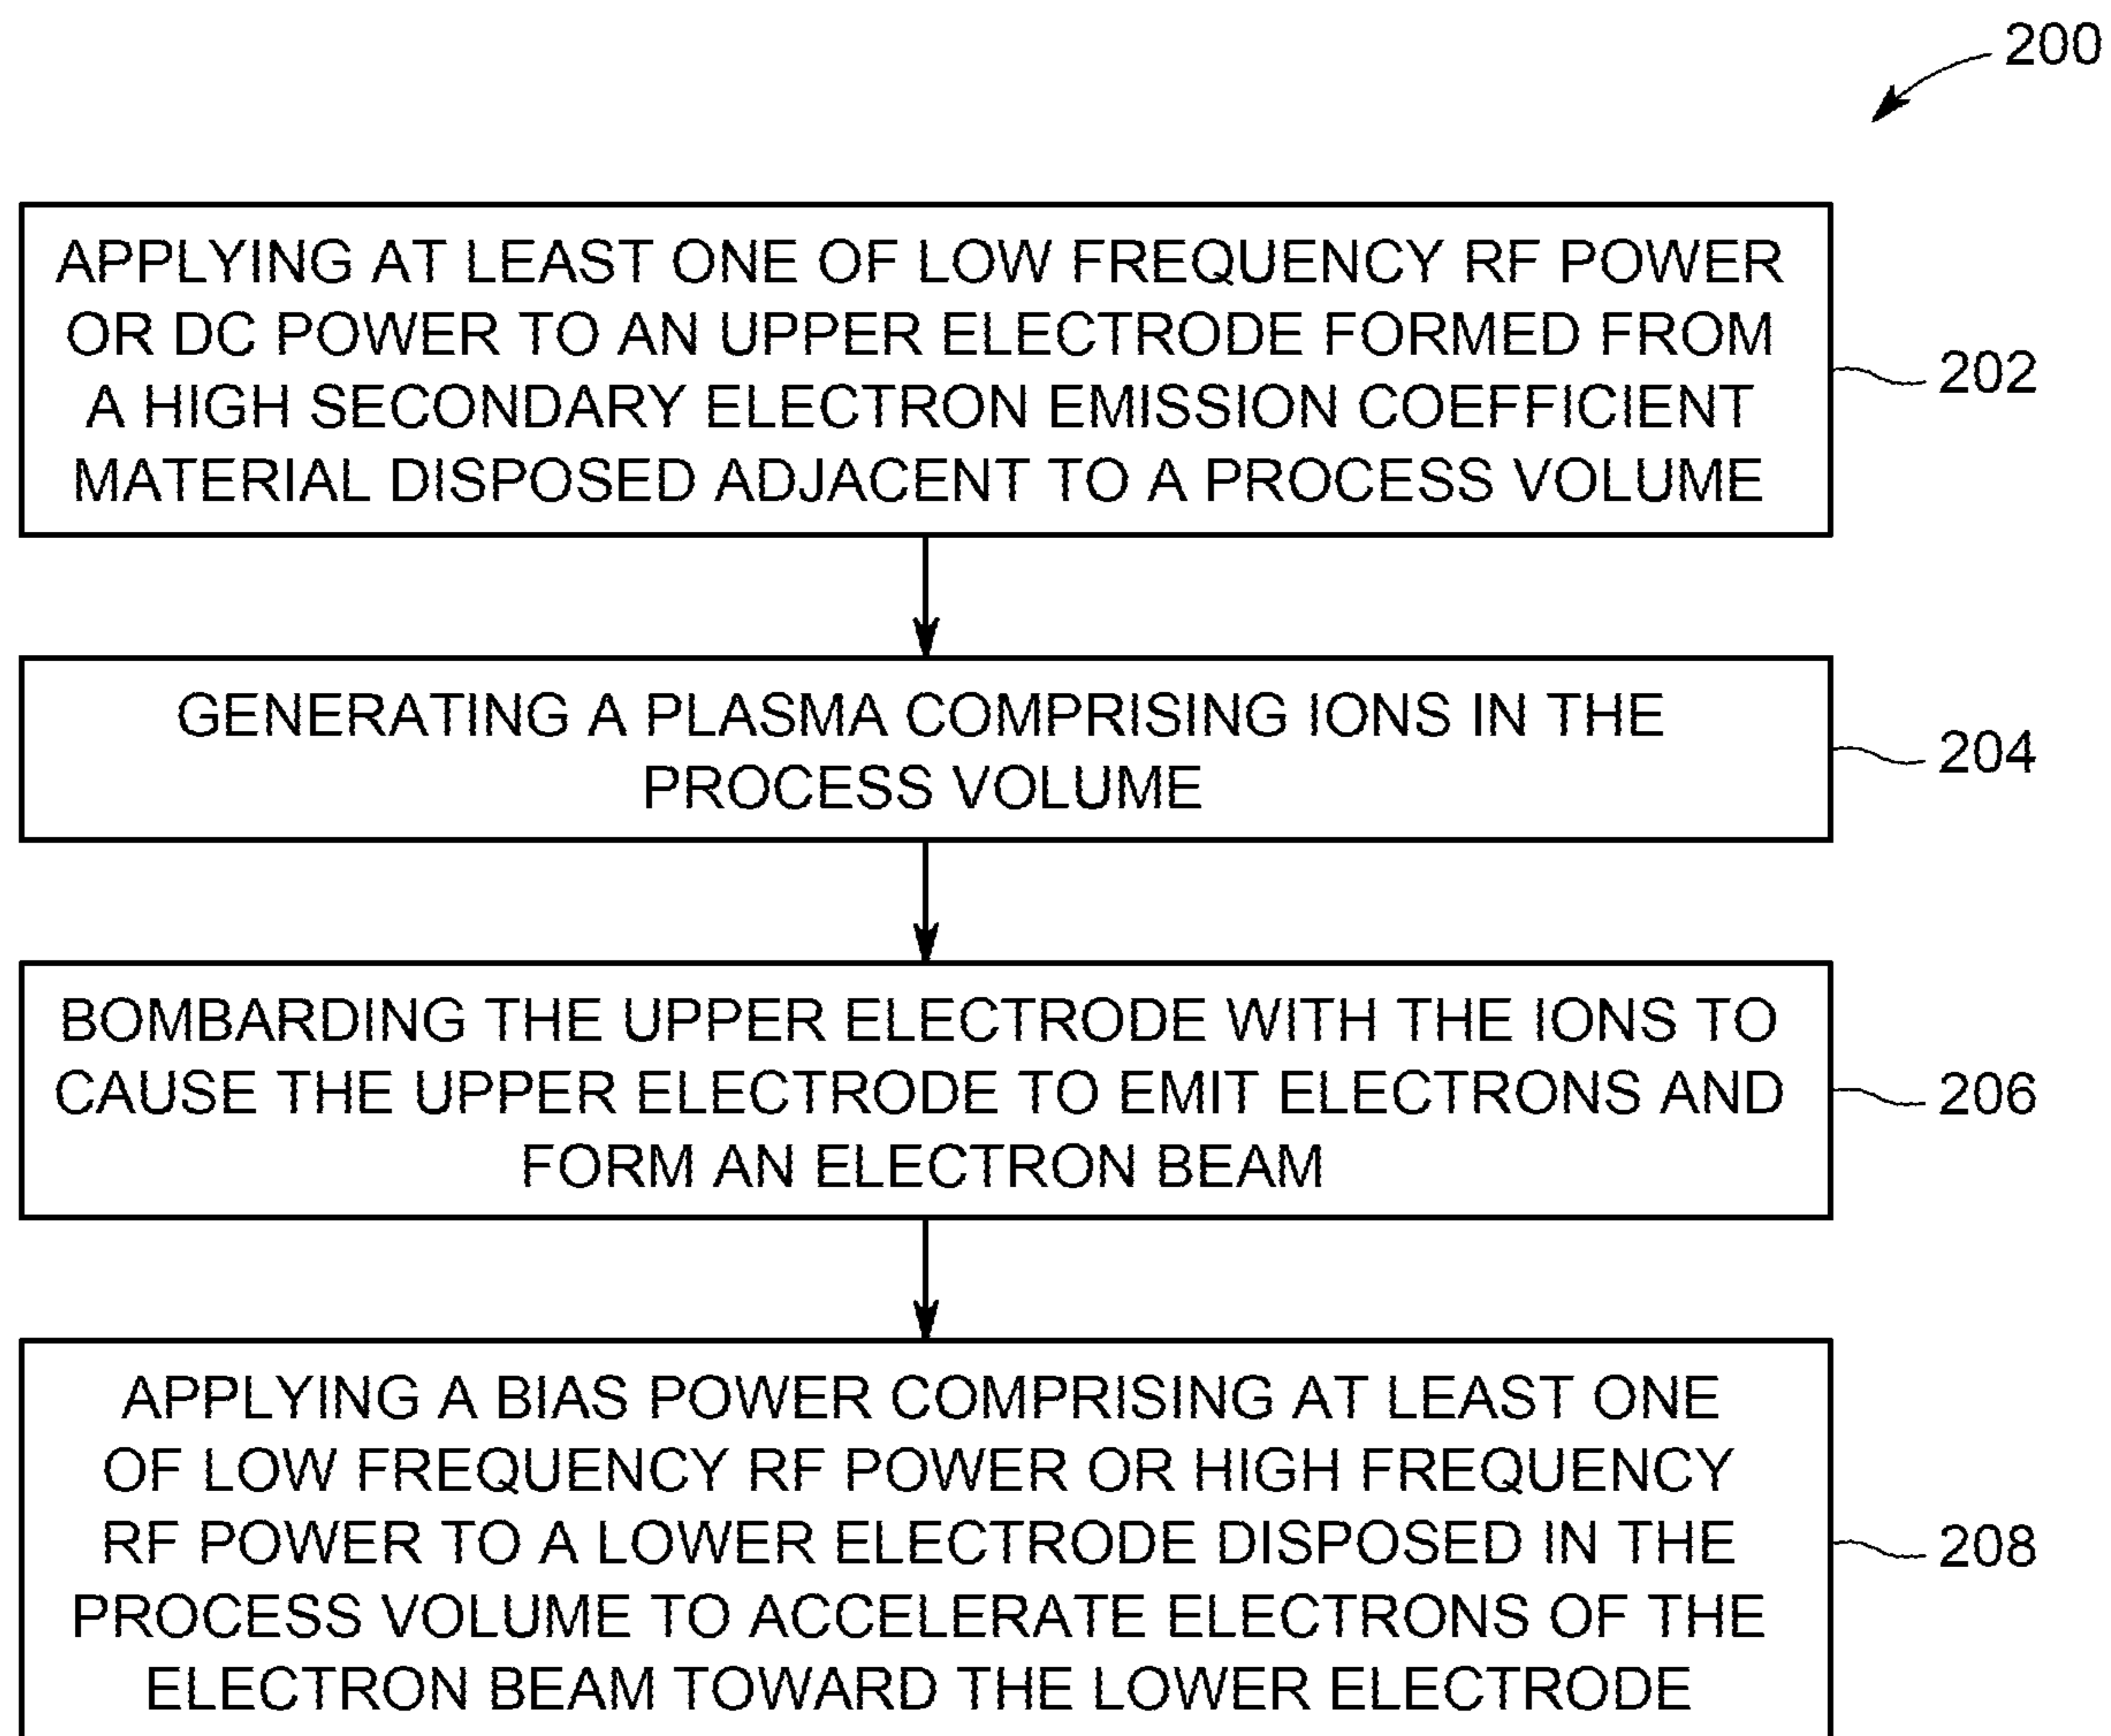 200
APPLYING AT LEAST ONE OF LOW FREQUENCY RF POWER
OR DC POWER TO AN UPPER ELECTRODE FORMED FROM
A HIGH SECONDARY ELECTRON EMISSION COEFFICIENT
MATERIAL DISPOSED ADJACENT TO A PROCESS VOLUME
202
GENERATING A PLASMA COMPRISING IONS IN THE
PROCESS VOLUME
204
BOMBARDING THE UPPER ELECTRODE WITH THE IONS TO
CAUSE THE UPPER ELECTRODE TO EMIT ELECTRONS AND
FORM AN ELECTRON BEAM
206
APPLYING A BIAS POWER COMPRISING AT LEAST ONE
OF LOW FREQUENCY RF POWER OR HIGH FREQUENCY
RF POWER TO A LOWER ELECTRODE DISPOSED IN THE
PROCESS VOLUME TO ACCELERATE ELECTRONS OF THE
ELECTRON BEAM TOWARD THE LOWER ELECTRODE
208